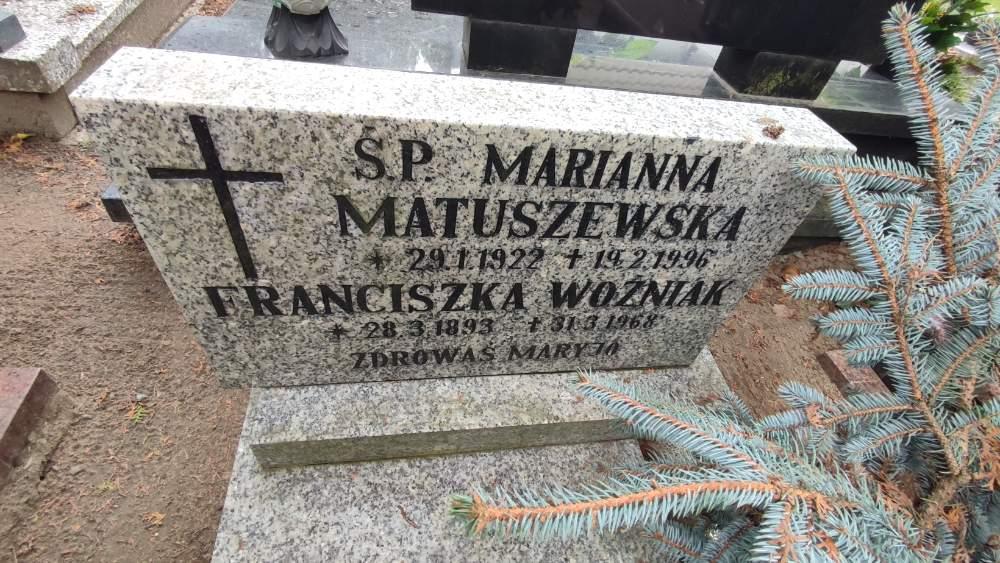 Ś.P. MARIANNA
MATUSZEWSKA
* 29.1.1922 + 19.2.1996
FRANCISZKA WOŹNIAK
* 28.3.1893 + 31.3.1968
ZDROWAŚ MARYJO